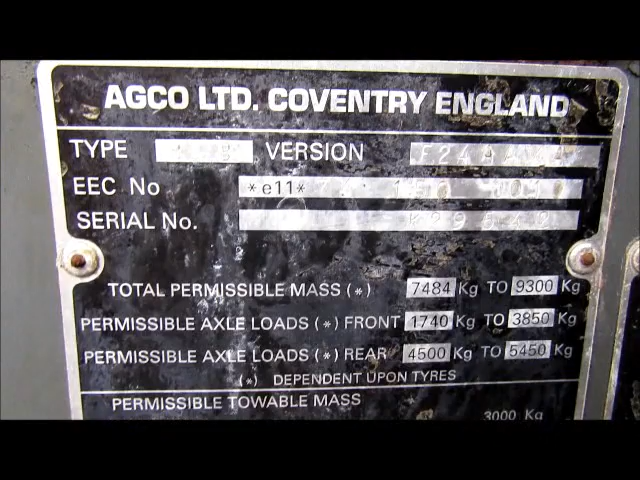 AGCO LTD. COVENTRY ENGLAND
TYPE VERSION
EEC No *e11*
SERIAL No.
TOTAL PERMISSIBLE MASS (*) 7484 Kg TO 9300 Kg
PERMISSIBLE AXLE LOADS (*) FRONT 1740 Kg TO 3850 Kg
PERMISSIBLE AXLE LOADS (*) REAR 4500 Kg TO 5450 Kg
(*) DEPENDENT UPON TYRES
PERMISSIBLE TOWABLE MASS
3000 Kg